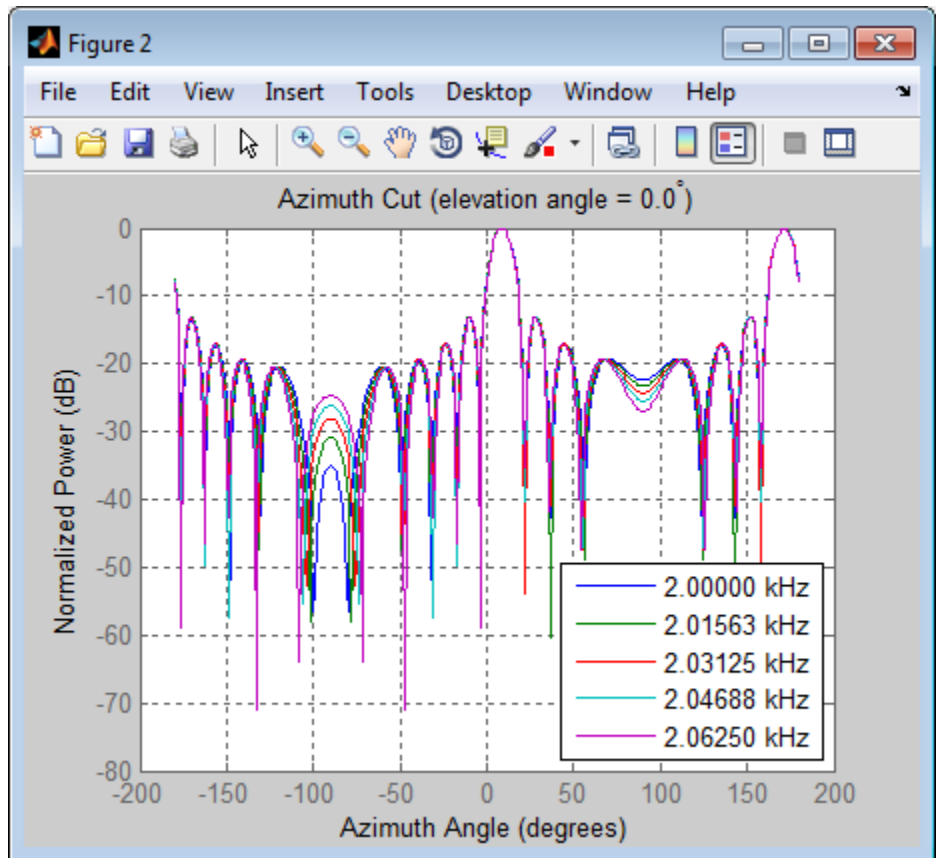 Figure 2
File Edit View Insert Tools Desktop Window Help
Azimuth Cut (elevation angle = 0.0°)
Normalized Power (dB)
0
-10
-20
-30
-40
-50
-60
-70
-80
2.00000 kHz
2.01563 kHz
2.03125 kHz
2.04688 kHz
2.06250 kHz
-200 -150 -100 -50 0 50 100 150 200
Azimuth Angle (degrees)